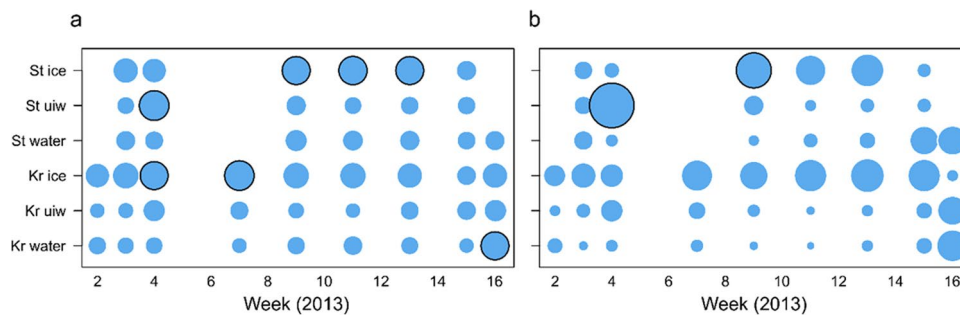 a
b
St ice
St uiw
St water
Kr ice
Kr uiw
Kr water
2 4 6 8 10 12 14 16
2 4 6 8 10 12 14 16
Week (2013)
Week (2013)